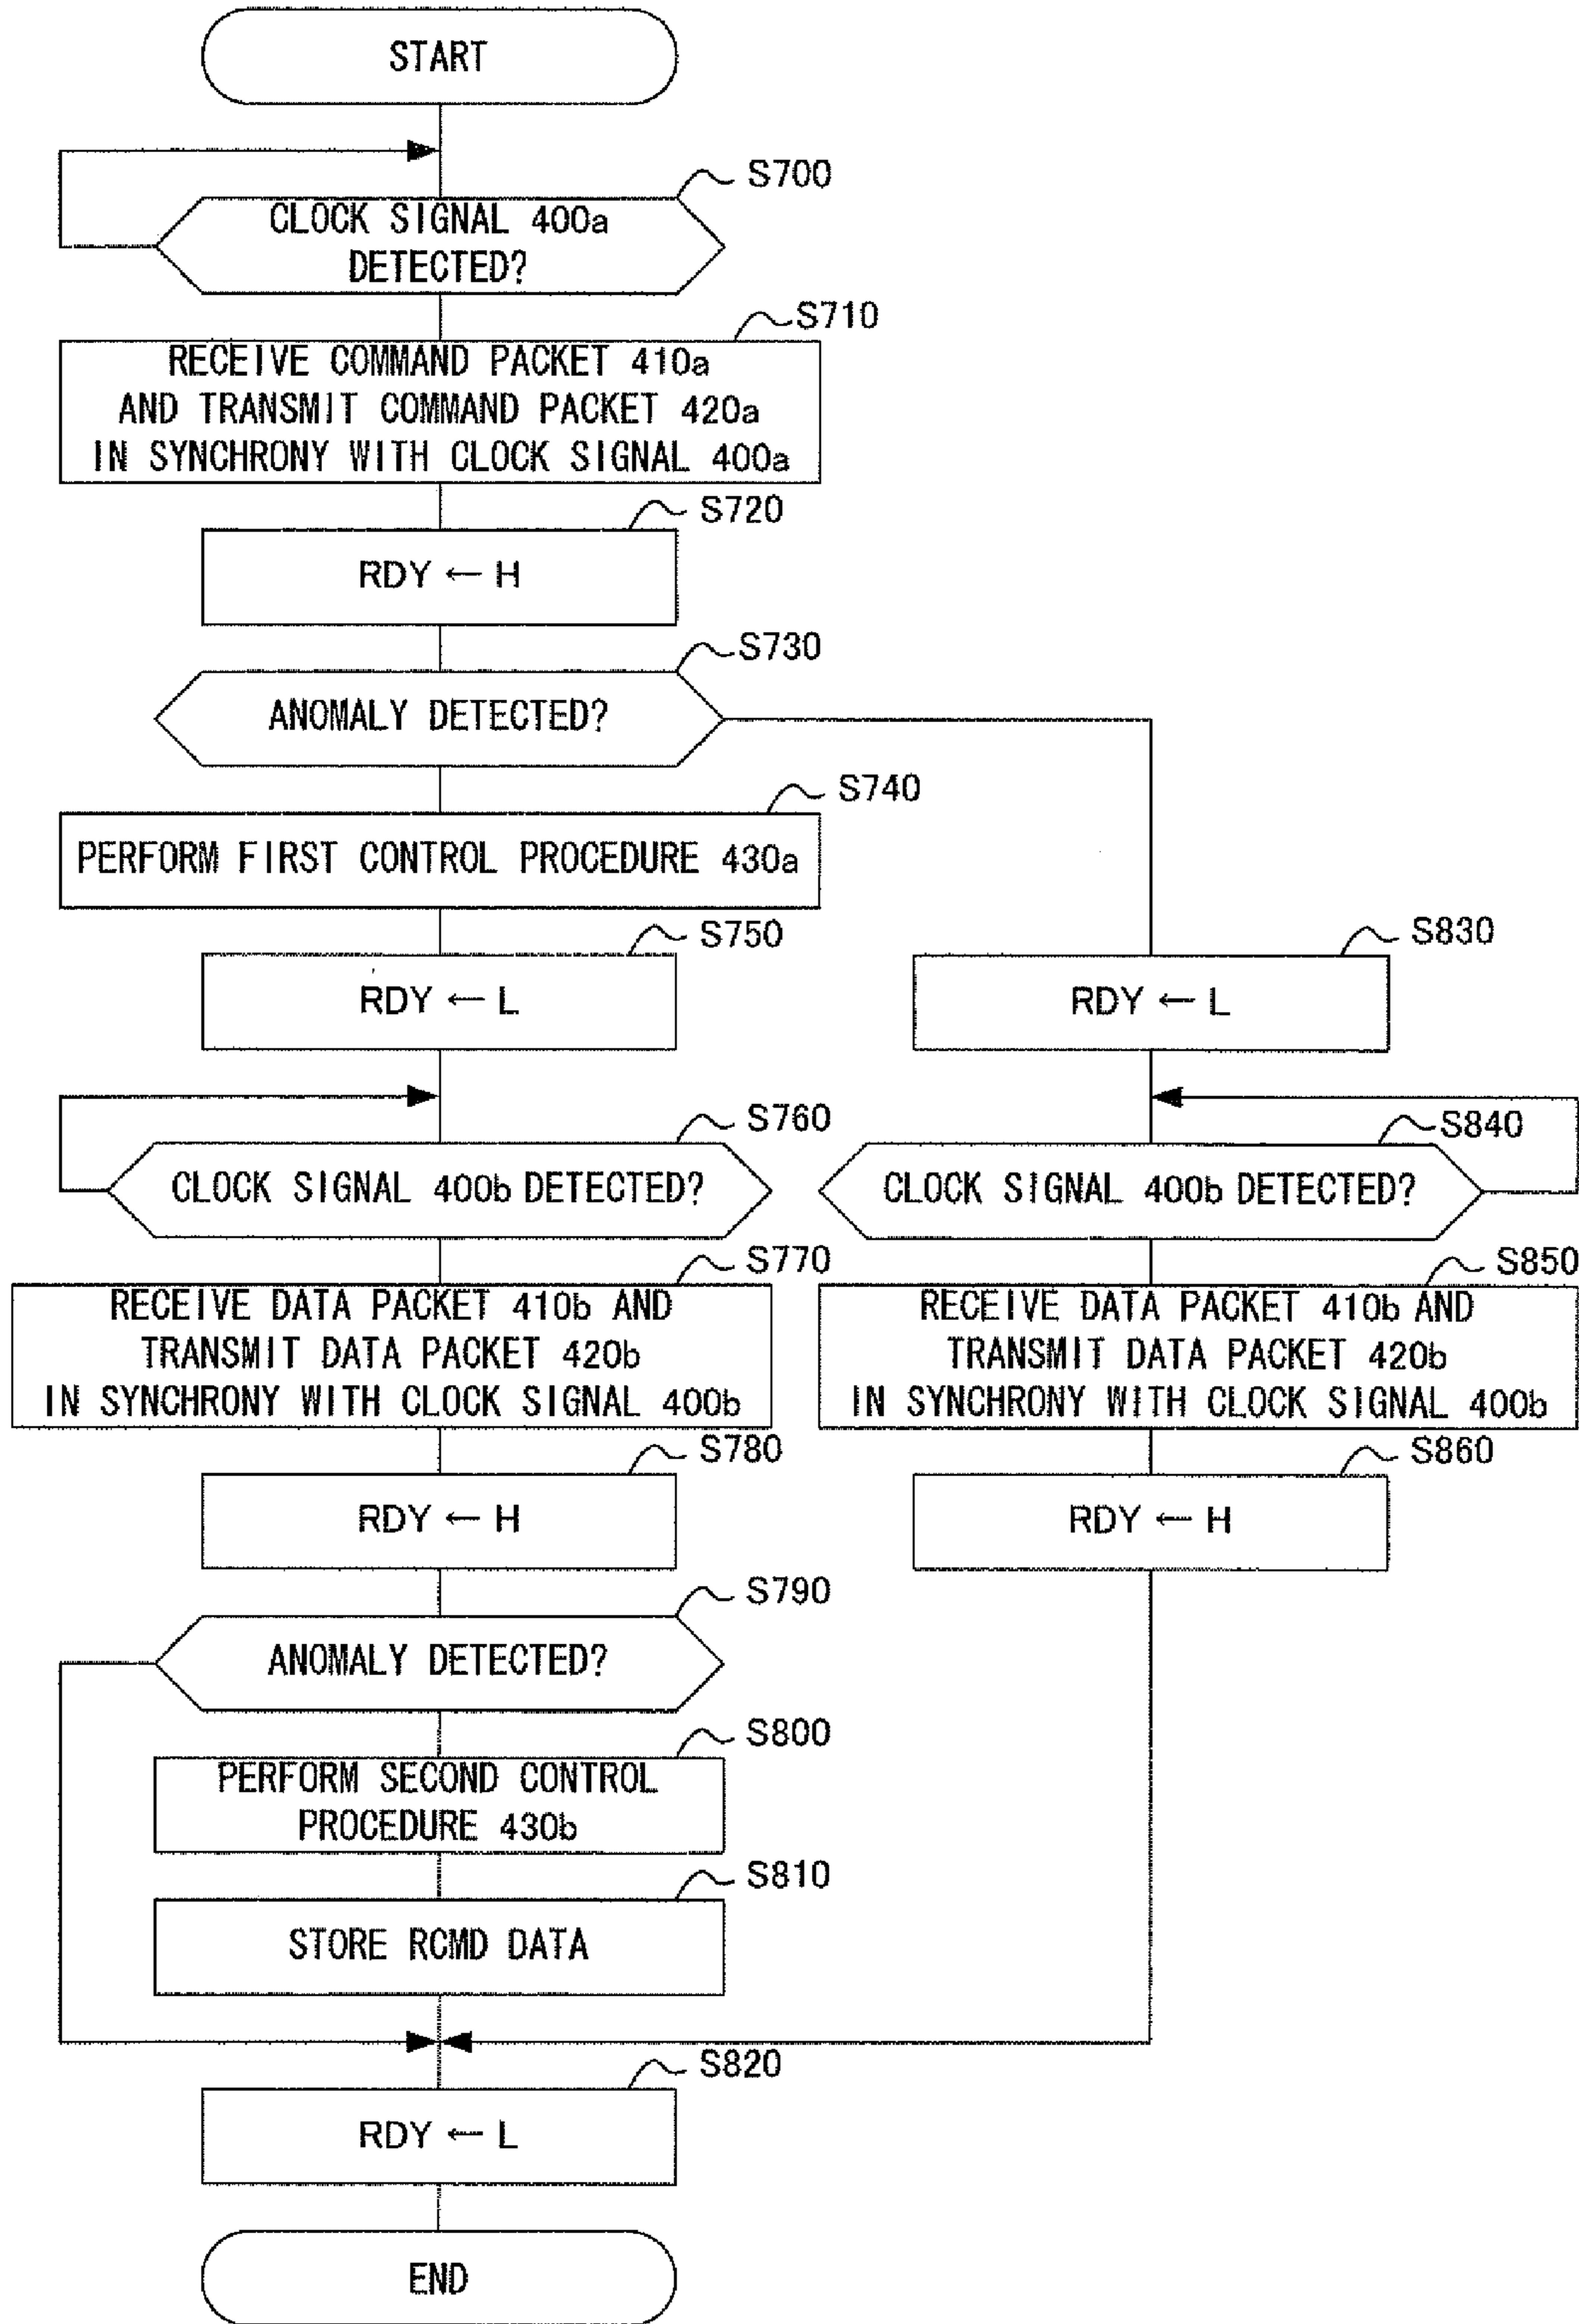 START
S700
CLOCK SIGNAL 400a
DETECTED?
S710
RECEIVE COMMAND PACKET 410a
AND TRANSMIT COMMAND PACKET 420a
IN SYNCHRONY WITH CLOCK SIGNAL 400a
S720
RDY ← H
S730
ANOMALY DETECTED?
S740
PERFORM FIRST CONTROL PROCEDURE 430a
S750
RDY ← L
S830
RDY ← L
S760
CLOCK SIGNAL 400b DETECTED?
S840
CLOCK SIGNAL 400b DETECTED?
S770
RECEIVE DATA PACKET 410b AND
TRANSMIT DATA PACKET 420b
IN SYNCHRONY WITH CLOCK SIGNAL 400b
S850
RECEIVE DATA PACKET 410b AND
TRANSMIT DATA PACKET 420b
IN SYNCHRONY WITH CLOCK SIGNAL 400b
S780
RDY ← H
S860
RDY ← H
S790
ANOMALY DETECTED?
S800
PERFORM SECOND CONTROL
PROCEDURE 430b
S810
STORE RCMD DATA
S820
RDY ← L
END